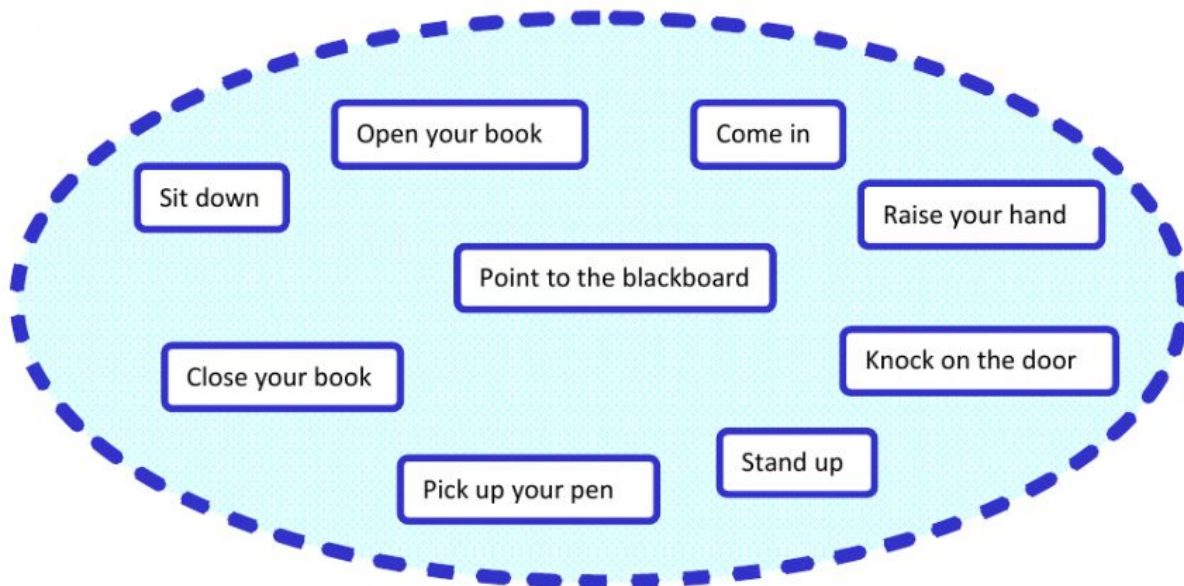 Open your book
Come in
Sit down
Raise your hand
Point to the blackboard
Knock on the door
Close your book
Stand up
Pick up your pen